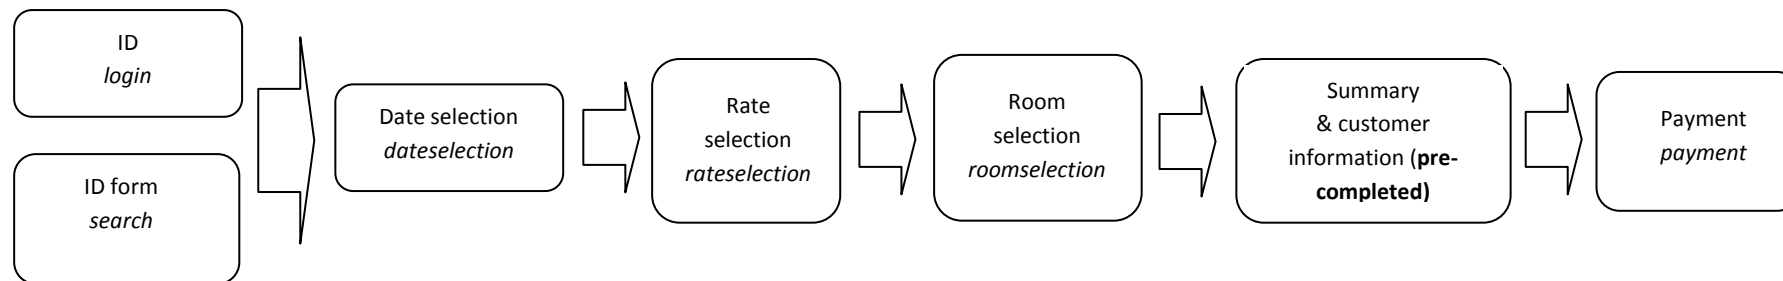 ID
login
ID form
search
Date selection
dateselection
Rate
selection
rateselection
Room
selection
roomselection
Summary
& customer
information (pre-
completed)
Payment
payment